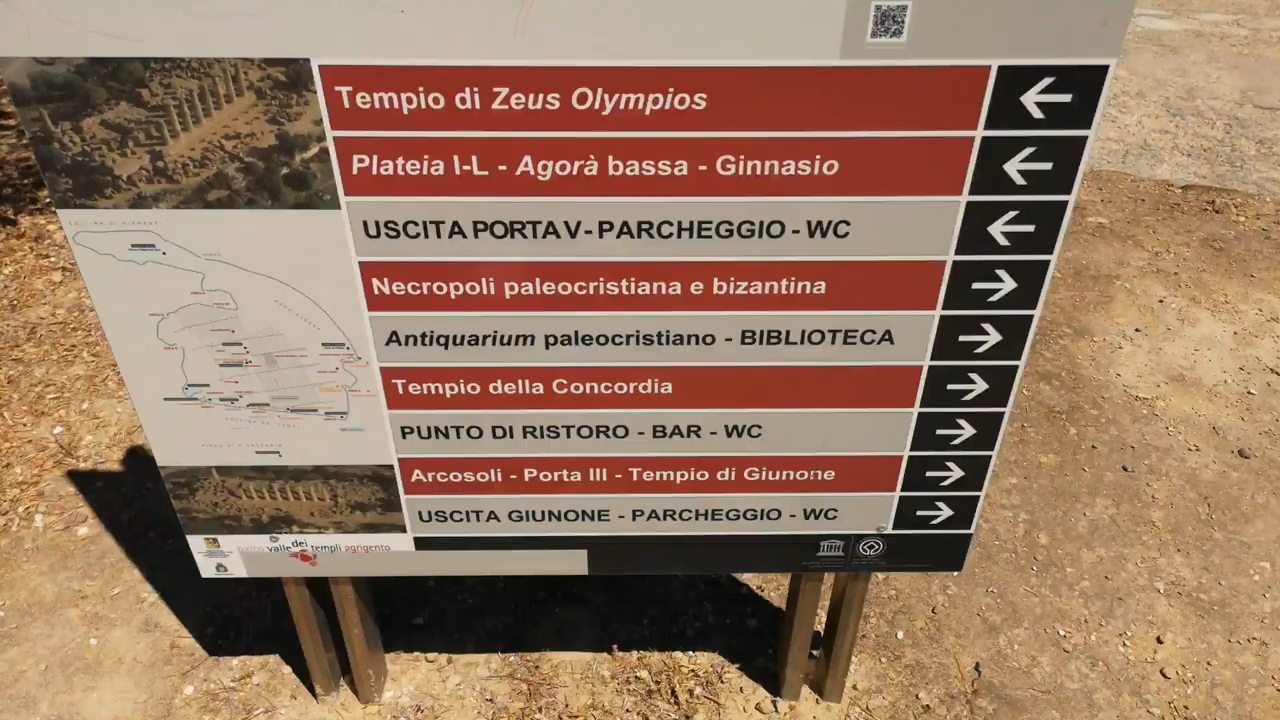 Tempio di Zeus Olympios ←
Plateia I-L - Agorà bassa - Ginnasio ←
USCITA PORTA V - PARCHEGGIO - WC ←
Necropoli paleocristiana e bizantina →
Antiquarium paleocristiano - BIBLIOTECA →
Tempio della Concordia →
PUNTO DI RISTORO - BAR - WC →
Arcosoli - Porta III - Tempio di Giunone →
USCITA GIUNONE - PARCHEGGIO - WC →
parco valle dei templi agrigento